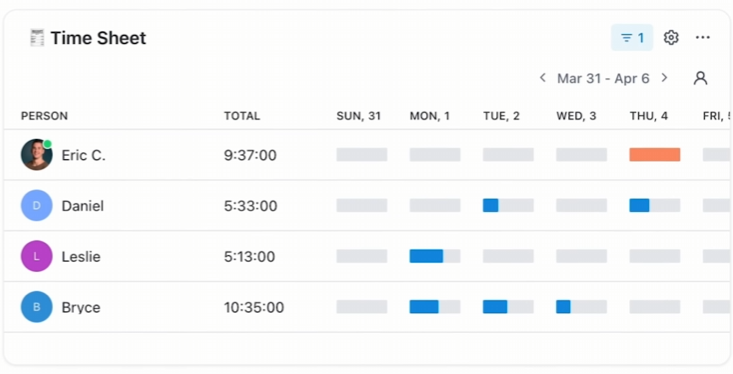 Time Sheet
1
Mar 31 - Apr 6
PERSON TOTAL SUN, 31 MON, 1 TUE, 2 WED, 3 THU, 4 FRI,
Eric C. 9:37:00
D Daniel 5:33:00
L Leslie 5:13:00
B Bryce 10:35:00